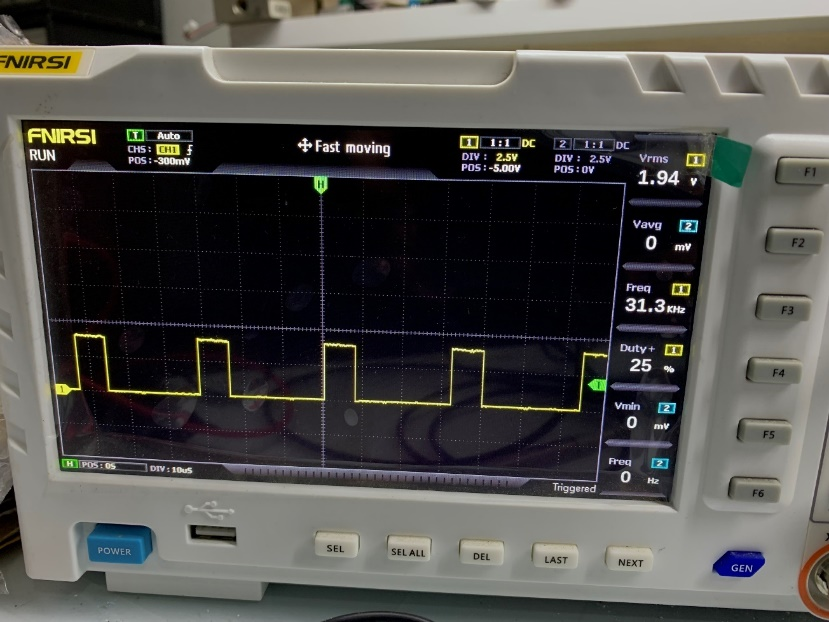 FNIRSI
FNIRSI
RUN
T Auto
CH5: CH1
POS:-300mV
Fast moving
1 1:1 DC
DIV : 2.5V
POS:-5.00V
2 1:1 DC
DIV : 2.5V
POS:0V
Vrms 1
1.94 V
H
Vavg 2
0 mV
Freq 1
31.3 KHz
Duty+ 1
25 %
1
T
Vmin 2
0 mV
Freq 2
0 Hz
H POS: 0S DIV: 10uS
Triggered
F1
F2
F3
F4
F5
F6
POWER
SEL
SEL ALL
DEL
LAST
NEXT
GEN